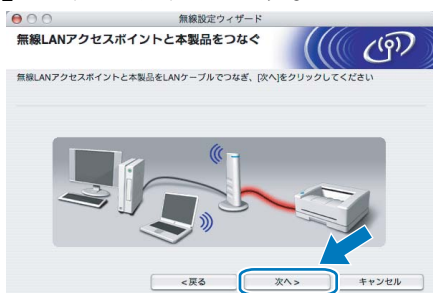 無線設定ウィザード
無線LANアクセスポイントと本製品をつなぐ
無線LANアクセスポイントと本製品をLANケーブルでつなぎ、[次へ]をクリックしてください
<戻る
次へ>
キャンセル